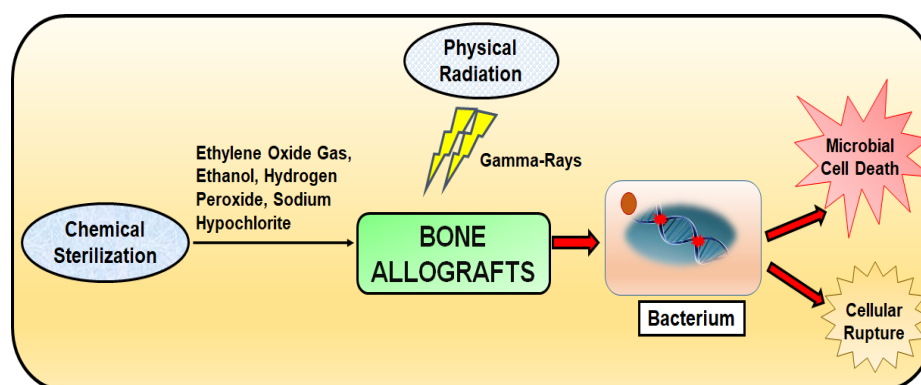 Physical
Radiation
Gamma-Rays
Ethylene Oxide Gas,
Ethanol, Hydrogen
Peroxide, Sodium
Hypochlorite
Chemical
Sterilization
BONE
ALLOGRAFTS
Bacterium
Microbial
Cell Death
Cellular
Rupture